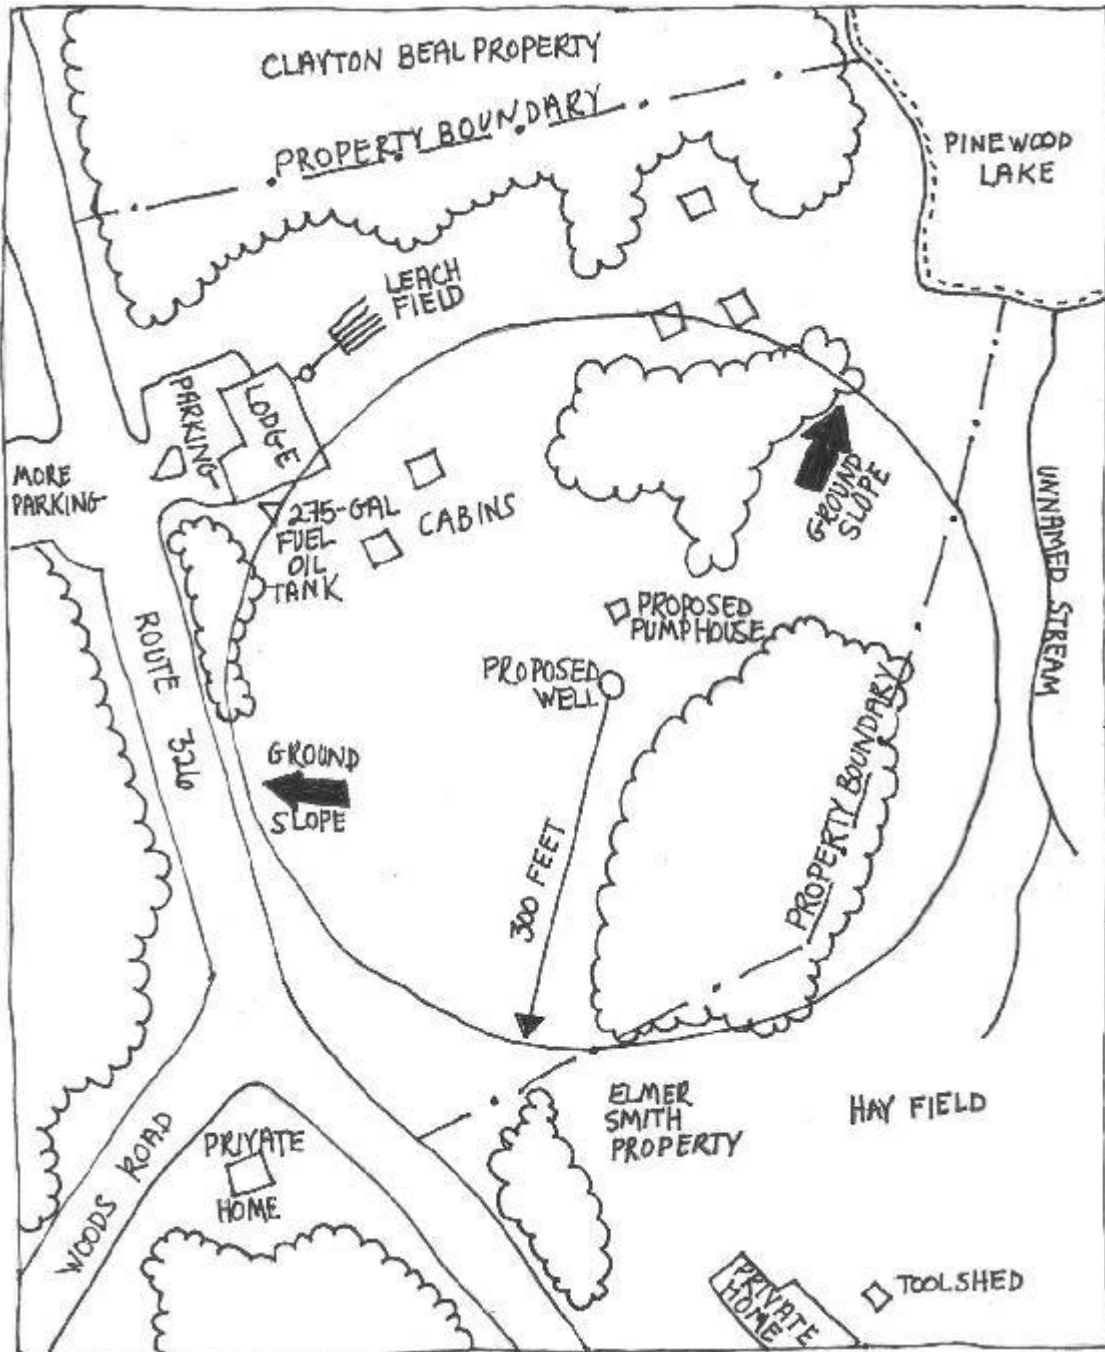 CLAYTON BEAL PROPERTY
PROPERTY BOUNDARY
PINEWOOD
LAKE
LEACH
FIELD
PARKING
LODGE
MORE
PARKING
275-GAL
FUEL
OIL
TANK
CABINS
GROUND
SLOPE
UNNAMED STREAM
ROUTE 326
PROPOSED
PUMPHOUSE
PROPOSED
WELL
GROUND
SLOPE
300 FEET
PROPERTY BOUNDARY
ELMER
SMITH
PROPERTY
HAY FIELD
WOODS ROAD
PRIVATE
HOME
PRIVATE
HOME
TOOLSHED